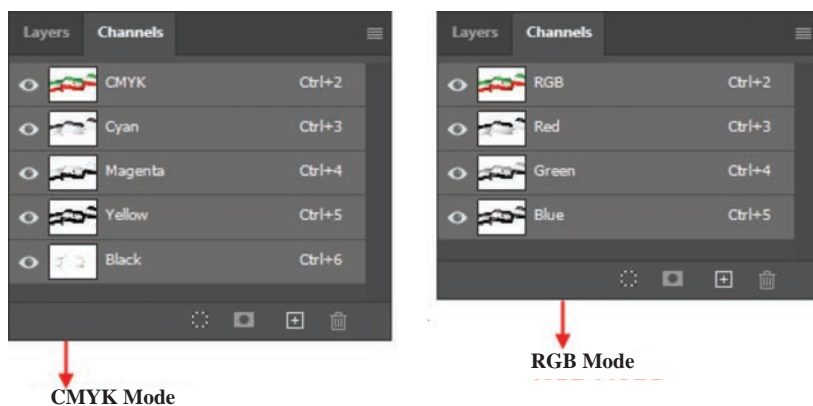 Layers Channels
CMYK Ctrl+2
Cyan Ctrl+3
Magenta Ctrl+4
Yellow Ctrl+5
Black Ctrl+6
CMYK Mode
Layers Channels
RGB Ctrl+2
Red Ctrl+3
Green Ctrl+4
Blue Ctrl+5
RGB Mode